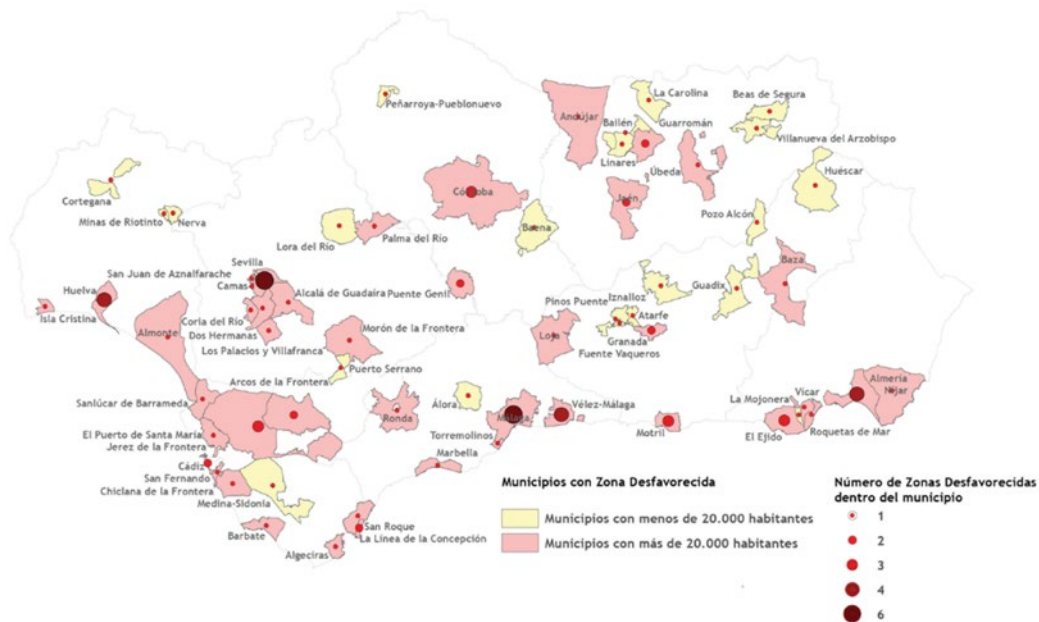 Peñarroya-Pueblonuevo
La Carolina
Beas de Segura
Andújar
Bailén
Guarromán
Villanueva del Arzobispo
Linares
Úbeda
Huéscar
Cortegana
Córdoba
Jaén
Minas de Riotinto
Nerva
Pozo Alcón
Baena
Lora del Río
Palma del Río
Sevilla
San Juan de Aznalfarache
Camas
Baza
Huelva
Alcalá de Guadaíra
Puente Genil
Guadix
Iznalloz
Pinos Puente
Isla Cristina
Coria del Río
Atarfe
Almonte
Dos Hermanas
Morón de la Frontera
Loja
Granada
Los Palacios y Villafranca
Fuente Vaqueros
Puerto Serrano
Arcos de la Frontera
Almería
Níjar
Vícar
La Mojonera
Sanlúcar de Barrameda
Álora
Vélez-Málaga
Ronda
Málaga
El Puerto de Santa María
Torremolinos
Motril
El Ejido
Roquetas de Mar
Jerez de la Frontera
Marbella
Cádiz
San Fernando
Chiclana de la Frontera
Medina-Sidonia
San Roque
Barbate
La Línea de la Concepción
Algeciras
Municipios con Zona Desfavorecida
Municipios con menos de 20.000 habitantes
Municipios con más de 20.000 habitantes
Número de Zonas Desfavorecidas
dentro del municipio
1
2
3
4
6